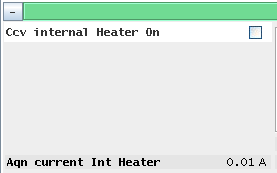 Ccv internal Heater On
Aqn current Int Heater 0.01 A